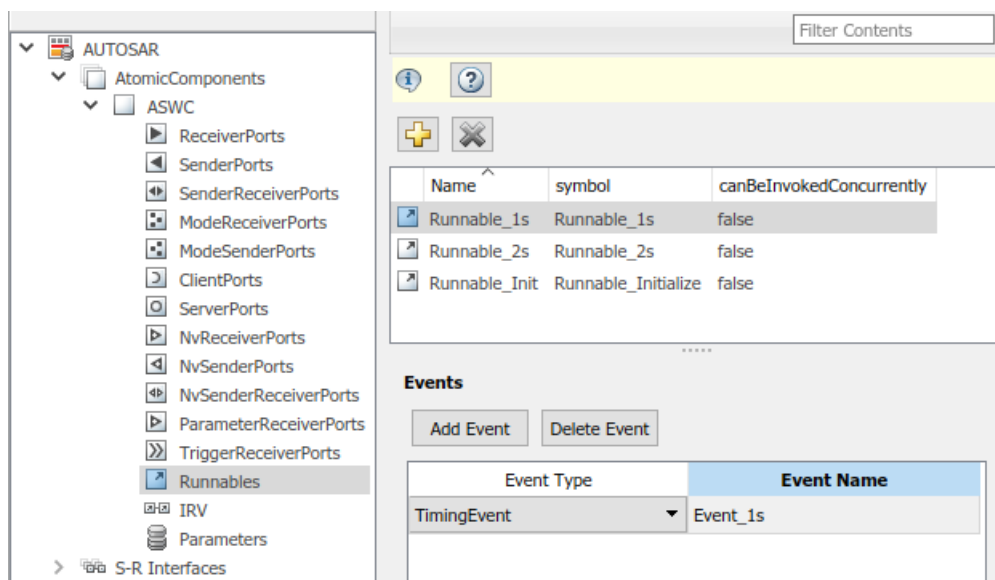 Filter Contents
AUTOSAR
AtomicComponents
ASWC
ReceiverPorts
SenderPorts
SenderReceiverPorts
ModeReceiverPorts
ModeSenderPorts
ClientPorts
ServerPorts
NvReceiverPorts
NvSenderPorts
NvSenderReceiverPorts
ParameterReceiverPorts
TriggerReceiverPorts
Runnables
IRV
Parameters
S-R Interfaces
Name symbol canBeInvokedConcurrently
Runnable_1s Runnable_1s false
Runnable_2s Runnable_2s false
Runnable_Init Runnable_Initialize false
Events
Add Event Delete Event
Event Type Event Name
TimingEvent Event_1s